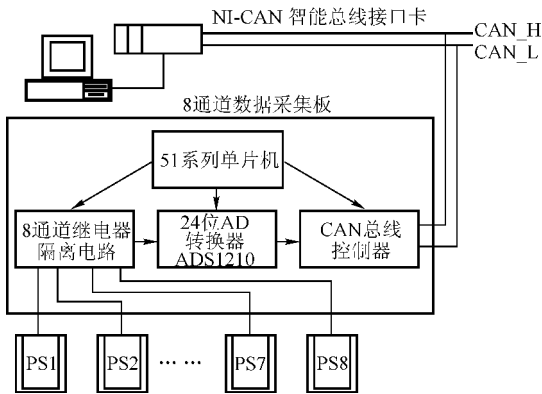 NI-CAN 智能总线接口卡
CAN_H
CAN_L
8通道数据采集板
51系列单片机
8通道继电器
隔离电路
24位AD
转换器
ADS1210
CAN总线
控制器
PS1
PS2
… …
PS7
PS8